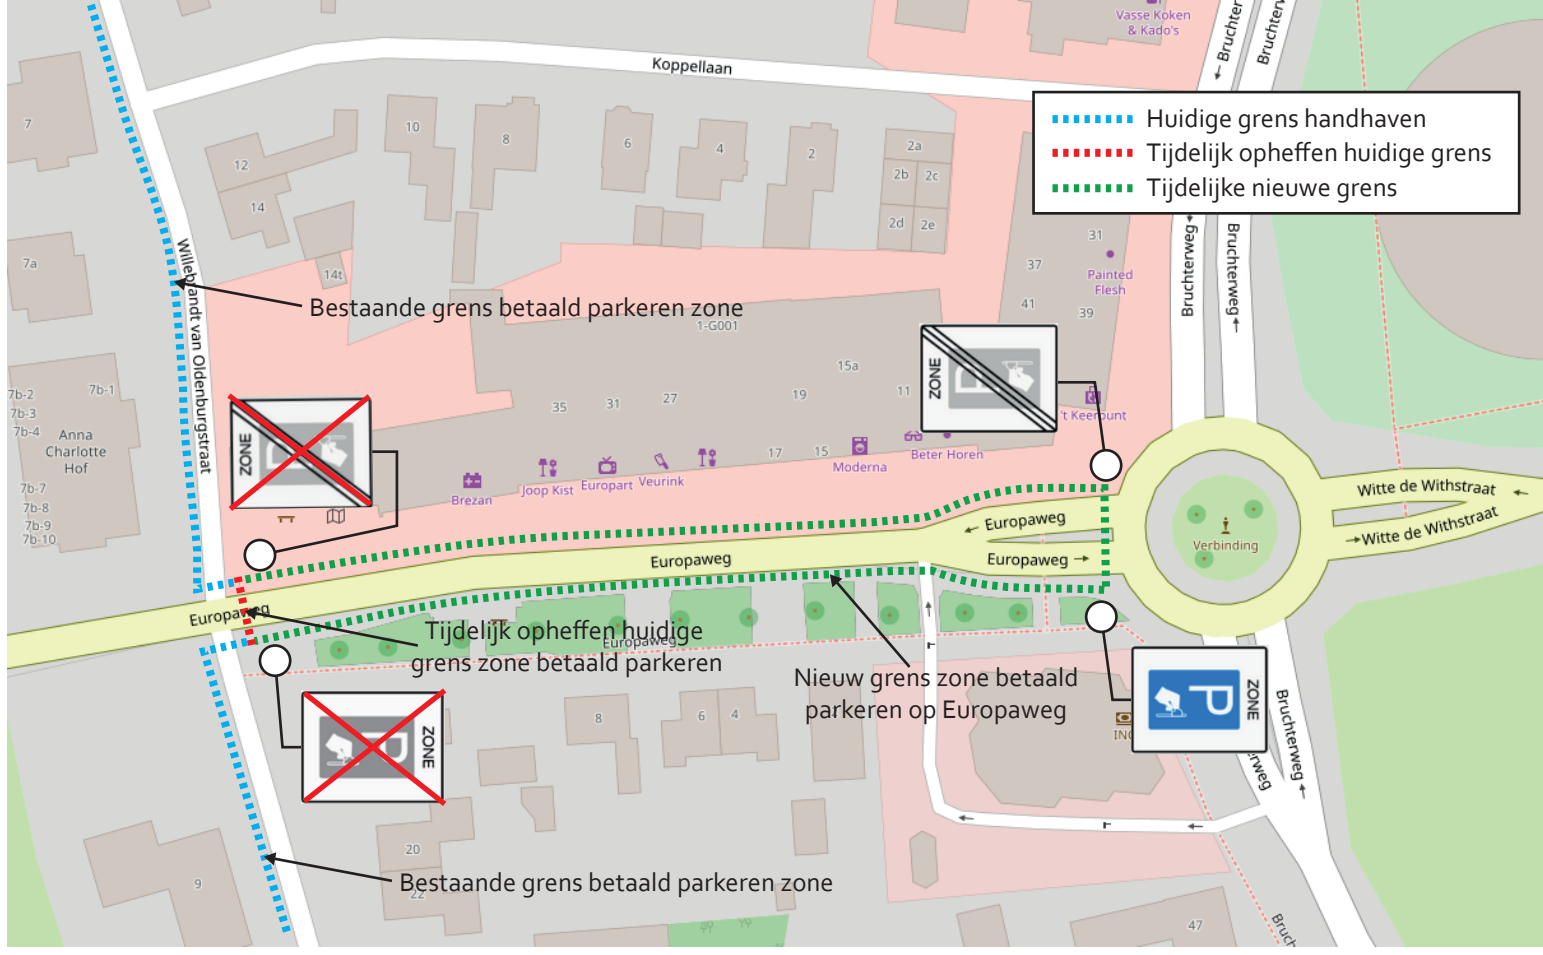 Vasse Koken
& Kado's
Bruchter
Bruchterw
Koppellaan
Huidige grens handhaven
Tijdelijk opheffen huidige grens
Tijdelijke nieuwe grens
7
10
8
6
4
2
2a
2b
2c
2d
2e
12
14
14t
7a
Willebrandt van Oldenburgstraat
Bestaande grens betaald parkeren zone
1-G001
31
37
Painted
Flesh
41
39
Bruchterweg
Bruchterweg
15a
11
19
27
31
35
17
15
7b-2
7b-1
7b-3
7b-4
Anna
Charlotte
Hof
7b-7
7b-8
7b-9
7b-10
ZONE
P
ZONE
't Keerpunt
Brezan
Joop Kist
Europart
Veurink
Moderna
Beter Horen
Europaweg
Europaweg
Europaweg
Europaweg
Europaweg
Verbinding
Witte de Withstraat
Witte de Withstraat
Tijdelijk opheffen huidige
grens zone betaald parkeren
Nieuw grens zone betaald
parkeren op Europaweg
P
ZONE
P
ZONE
ING
8
6
4
Bruchterweg
erweg
20
22
9
Bestaande grens betaald parkeren zone
47
Bruch